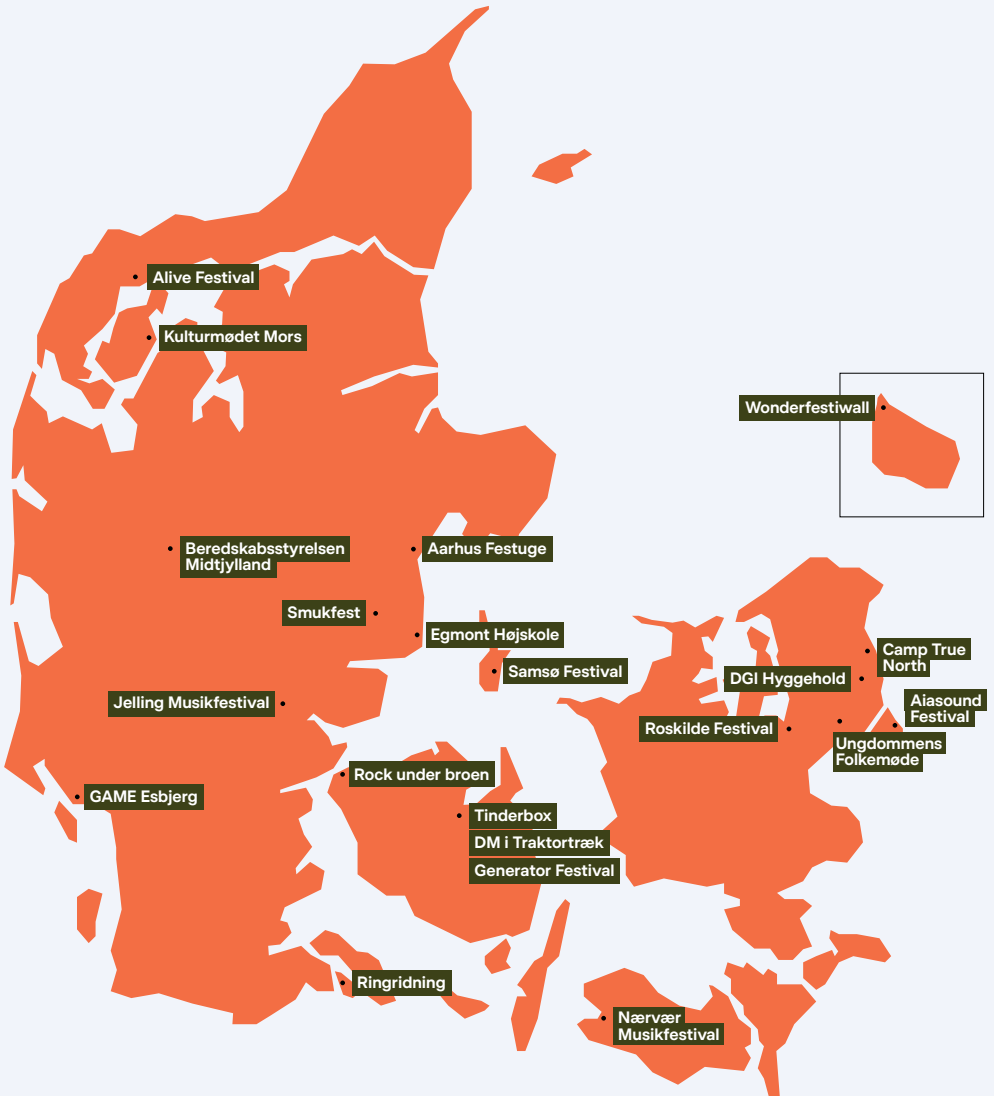 Alive Festival
Kulturmødet Mors
Wonderfestiwall
Beredskabsstyrelsen
Midtjylland
Aarhus Festuge
Smukfest
Egmont Højskole
Camp True
North
Samsø Festival
DGI Hyggehold
Jelling Musikfestival
Aiasound
Festival
Roskilde Festival
Ungdommens
Folkemøde
Rock under broen
GAME Esbjerg
Tinderbox
DM i Traktortræk
Generator Festival
Ringridning
Nærvær
Musikfestival